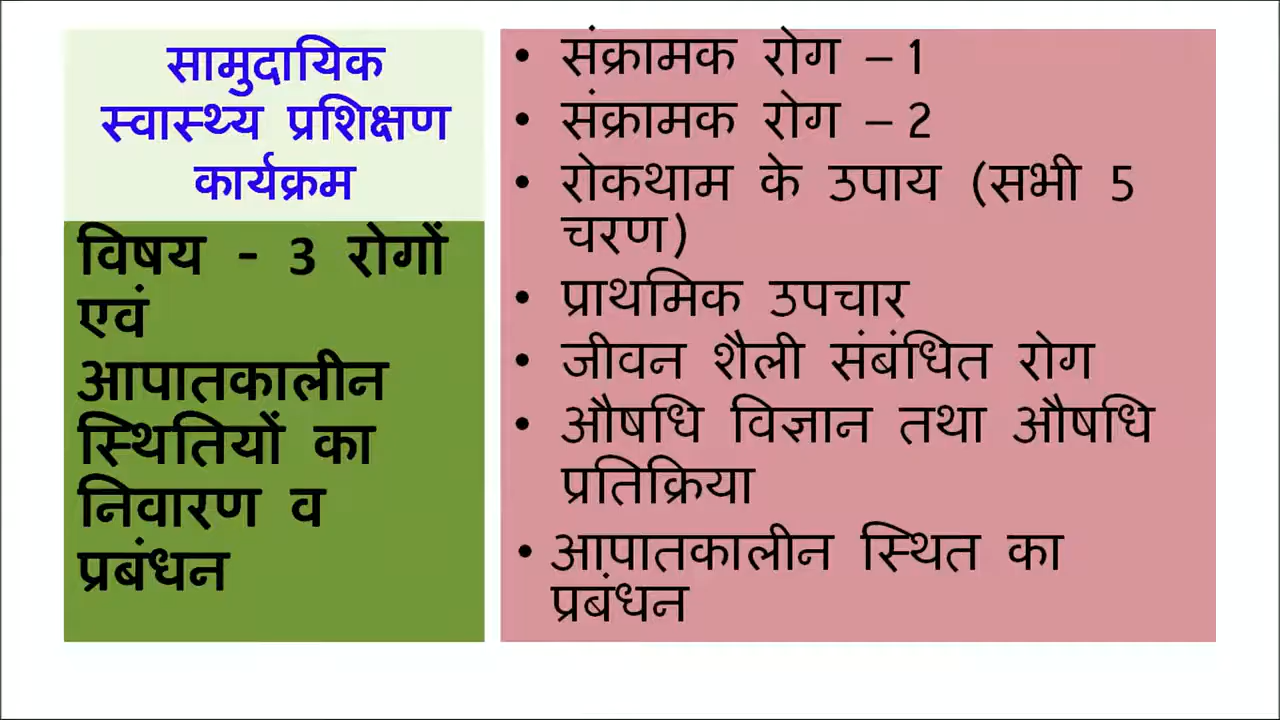 सामुदायिक
स्वास्थ्य प्रशिक्षण
कार्यक्रम
विषय - 3 रोगों
एवं
आपातकालीन
स्थितियों का
निवारण व
प्रबंधन
• संक्रामक रोग – 1
• संक्रामक रोग – 2
• रोकथाम के उपाय (सभी 5
चरण)
• प्राथमिक उपचार
• जीवन शैली संबंधित रोग
• औषधि विज्ञान तथा औषधि
प्रतिक्रिया
• आपातकालीन स्थित का
प्रबंधन